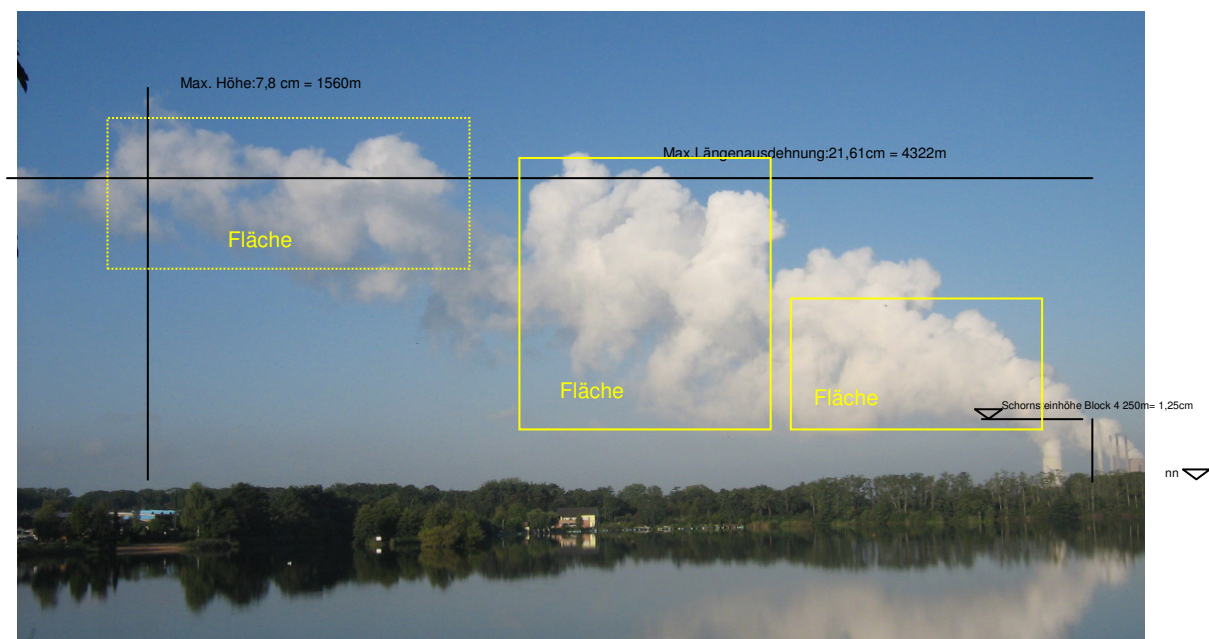 Max. Höhe:7,8 cm = 1560m
Max.Längenausdehnung:21,61cm = 4322m
Fläche
Fläche
Fläche
Schornsteinhöhe Block 4 250m= 1,25cm
nn